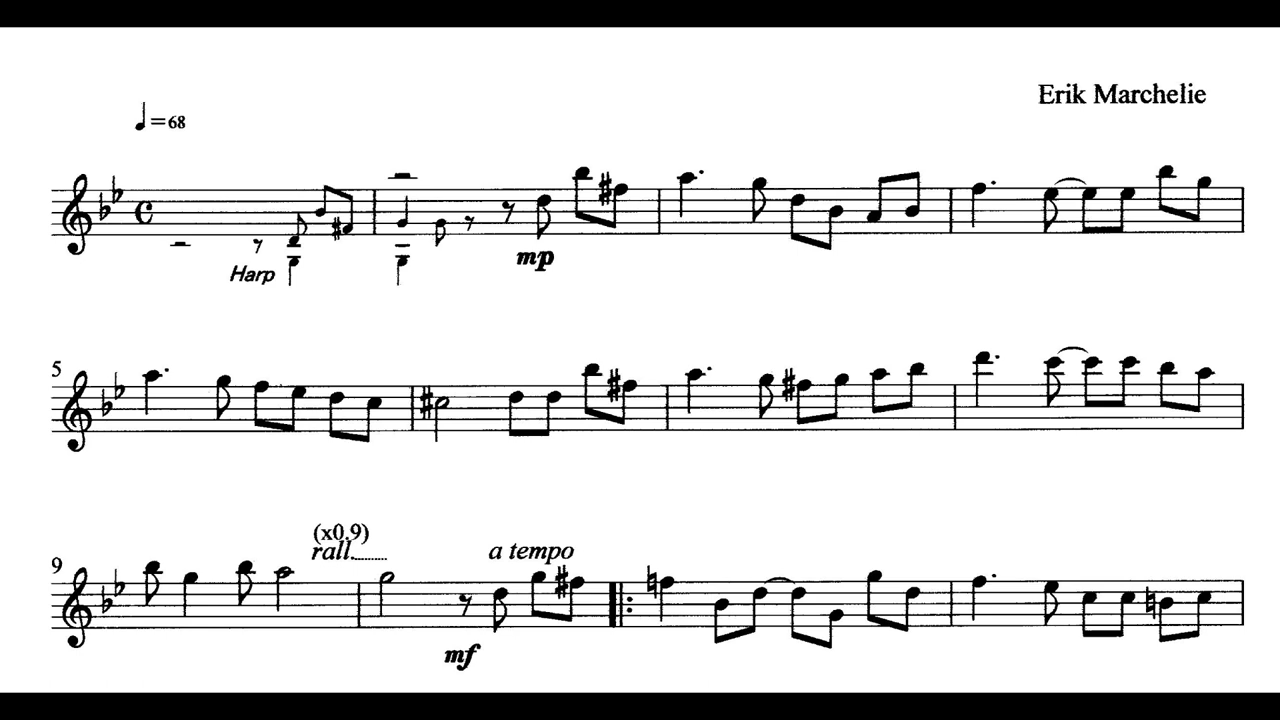 Erik Marchelie
=68
Harp
mp
5
9
(x0,9)
rall.
a tempo
mf